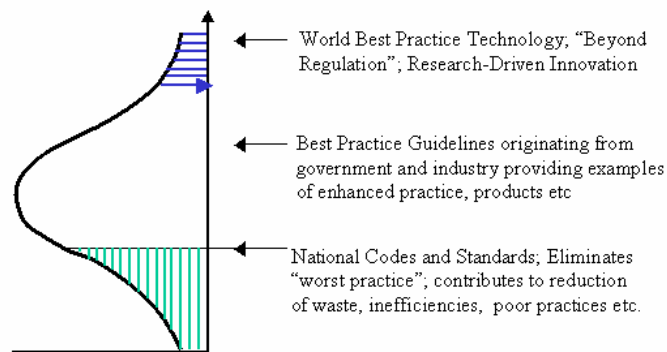 World Best Practice Technology; “Beyond
Regulation”; Research-Driven Innovation
Best Practice Guidelines originating from
government and industry providing examples
of enhanced practice, products etc
National Codes and Standards; Eliminates
“worst practice”; contributes to reduction
of waste, inefficiencies, poor practices etc.